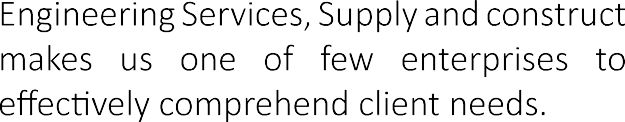 Engineering Services, Supply and construct
makes us one of few enterprises to
effectively comprehend client needs.